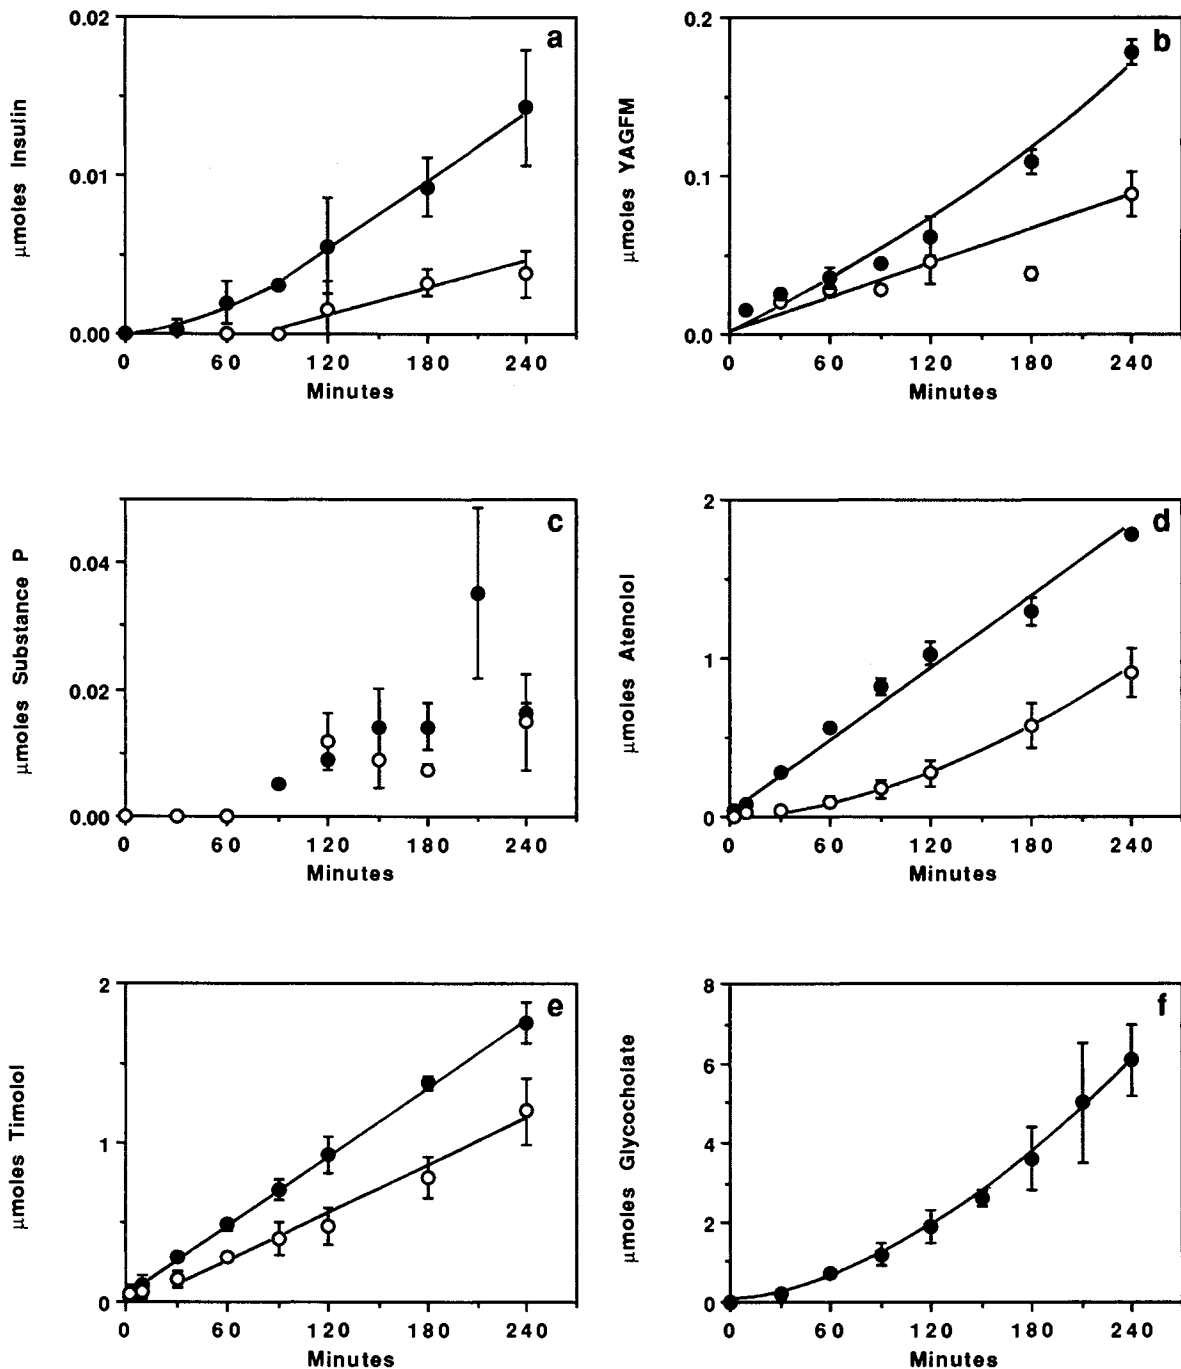 a
µmoles Insulin
0.02
0.01
0.00
0 60 120 180 240
Minutes
b
µmoles YAGFM
0.2
0.1
0.0
0 60 120 180 240
Minutes
c
µmoles Substance P
0.04
0.02
0.00
0 60 120 180 240
Minutes
d
µmoles Atenolol
2
1
0
0 60 120 180 240
Minutes
e
µmoles Timolol
2
1
0
0 60 120 180 240
Minutes
f
µmoles Glycocholate
8
6
4
2
0
0 60 120 180 240
Minutes